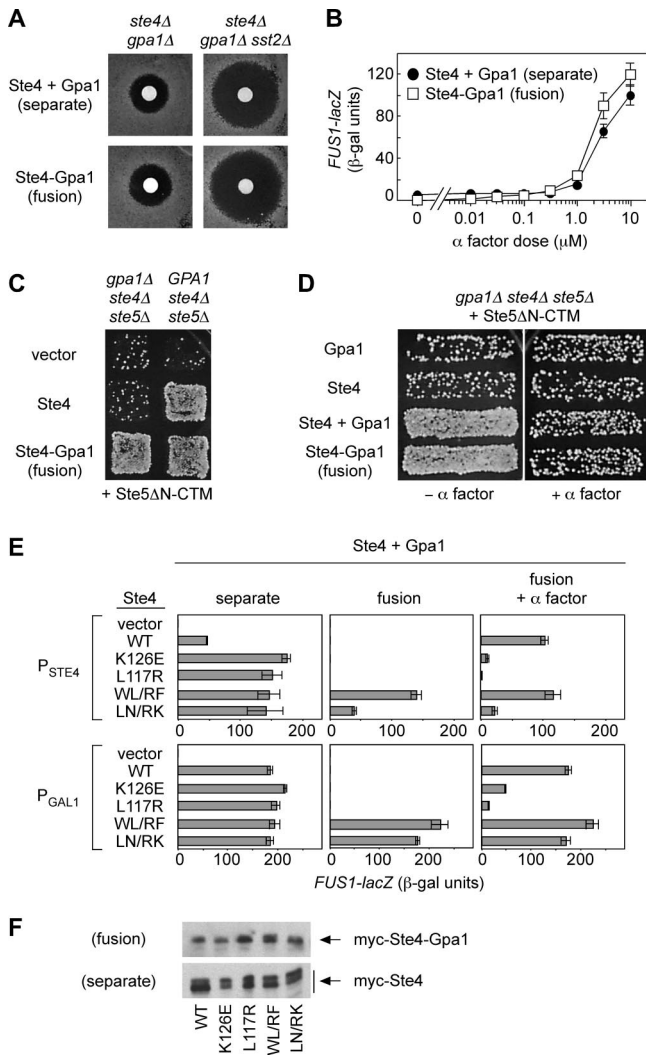 A
ste4Δ
gpa1Δ
ste4Δ
gpa1Δ sst2Δ
Ste4 + Gpa1
(separate)
Ste4-Gpa1
(fusion)
B
Ste4 + Gpa1 (separate)
Ste4-Gpa1 (fusion)
FUS1-lacZ
(β-gal units)
120
80
40
0
0 0.01 0.1 1.0 10
α factor dose (μM)
C
gpa1Δ GPA1
ste4Δ ste4Δ
ste5Δ ste5Δ
vector
Ste4
Ste4-Gpa1
(fusion)
+ Ste5ΔN-CTM
D
gpa1Δ ste4Δ ste5Δ
+ Ste5ΔN-CTM
Gpa1
Ste4
Ste4 + Gpa1
Ste4-Gpa1
(fusion)
– α factor + α factor
E
Ste4 + Gpa1
Ste4 separate fusion fusion
+ α factor
P STE4
vector
WT
K126E
L117R
WL/RF
LN/RK
0 100 200 0 100 200 0 100 200
P GAL1
vector
WT
K126E
L117R
WL/RF
LN/RK
0 100 200 0 100 200 0 100 200
FUS1-lacZ (β-gal units)
F
(fusion) myc-Ste4-Gpa1
(separate) myc-Ste4
WT K126E L117R WL/RF LN/RK